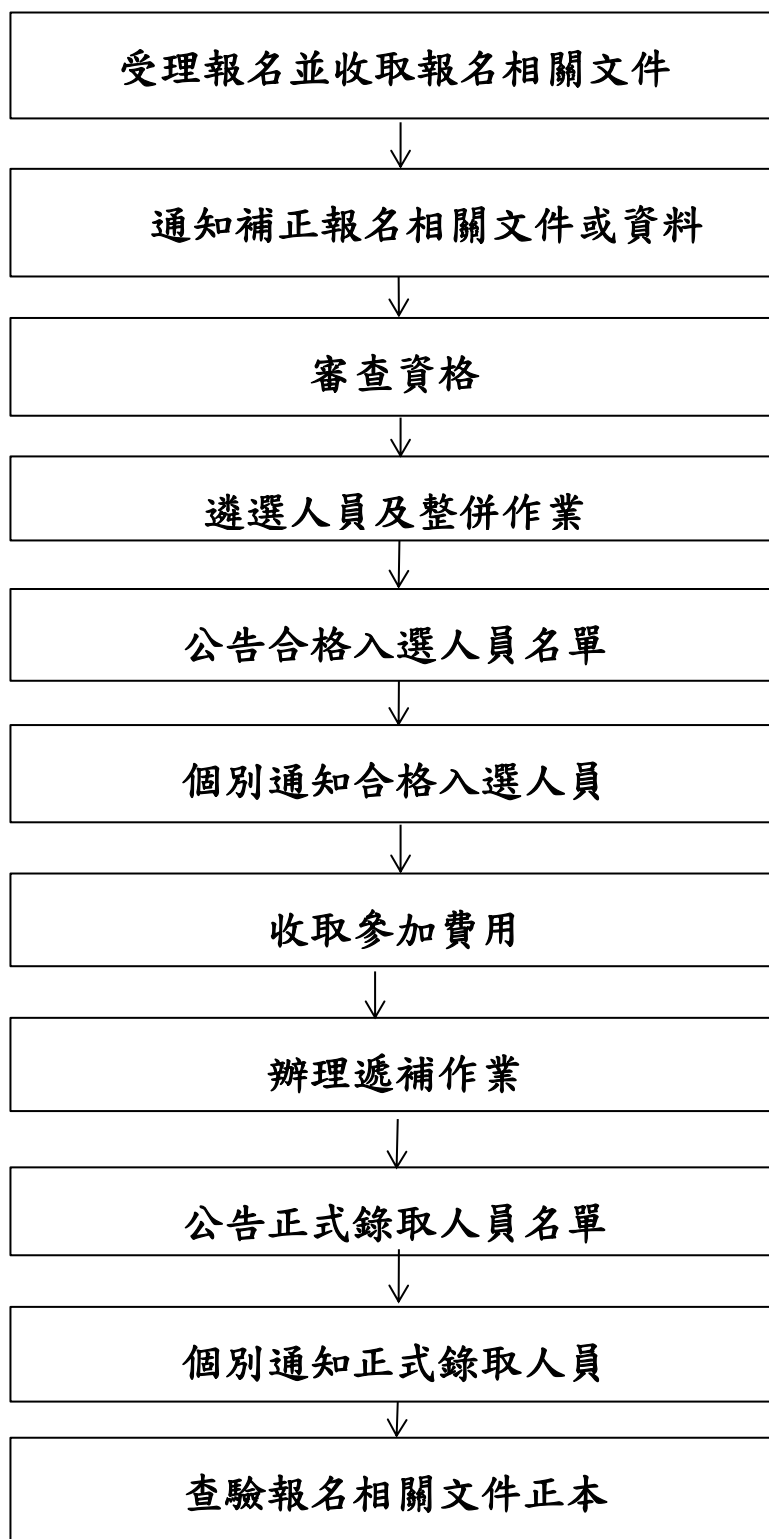 受理報名並收取報名相關文件
通知補正報名相關文件或資料
審查資格
遴選人員及整併作業
公告合格入選人員名單
個別通知合格入選人員
收取參加費用
辦理遞補作業
公告正式錄取人員名單
個別通知正式錄取人員
查驗報名相關文件正本